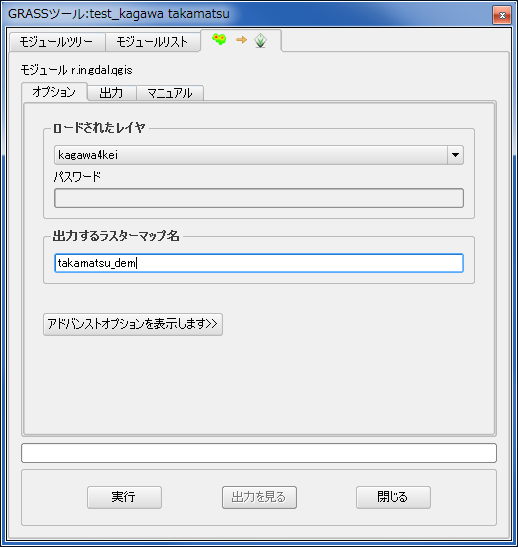 GRASSツール:test_kagawa takamatsu
モジュールツリー モジュールリスト
モジュール r.in.gdal.qgis
オプション 出力 マニュアル
ロードされたレイヤ
kagawa4kei
パスワード
出力するラスターマップ名
takamatsu_dem
アドバンストオプションを表示します>>
実行 出力を見る 閉じる